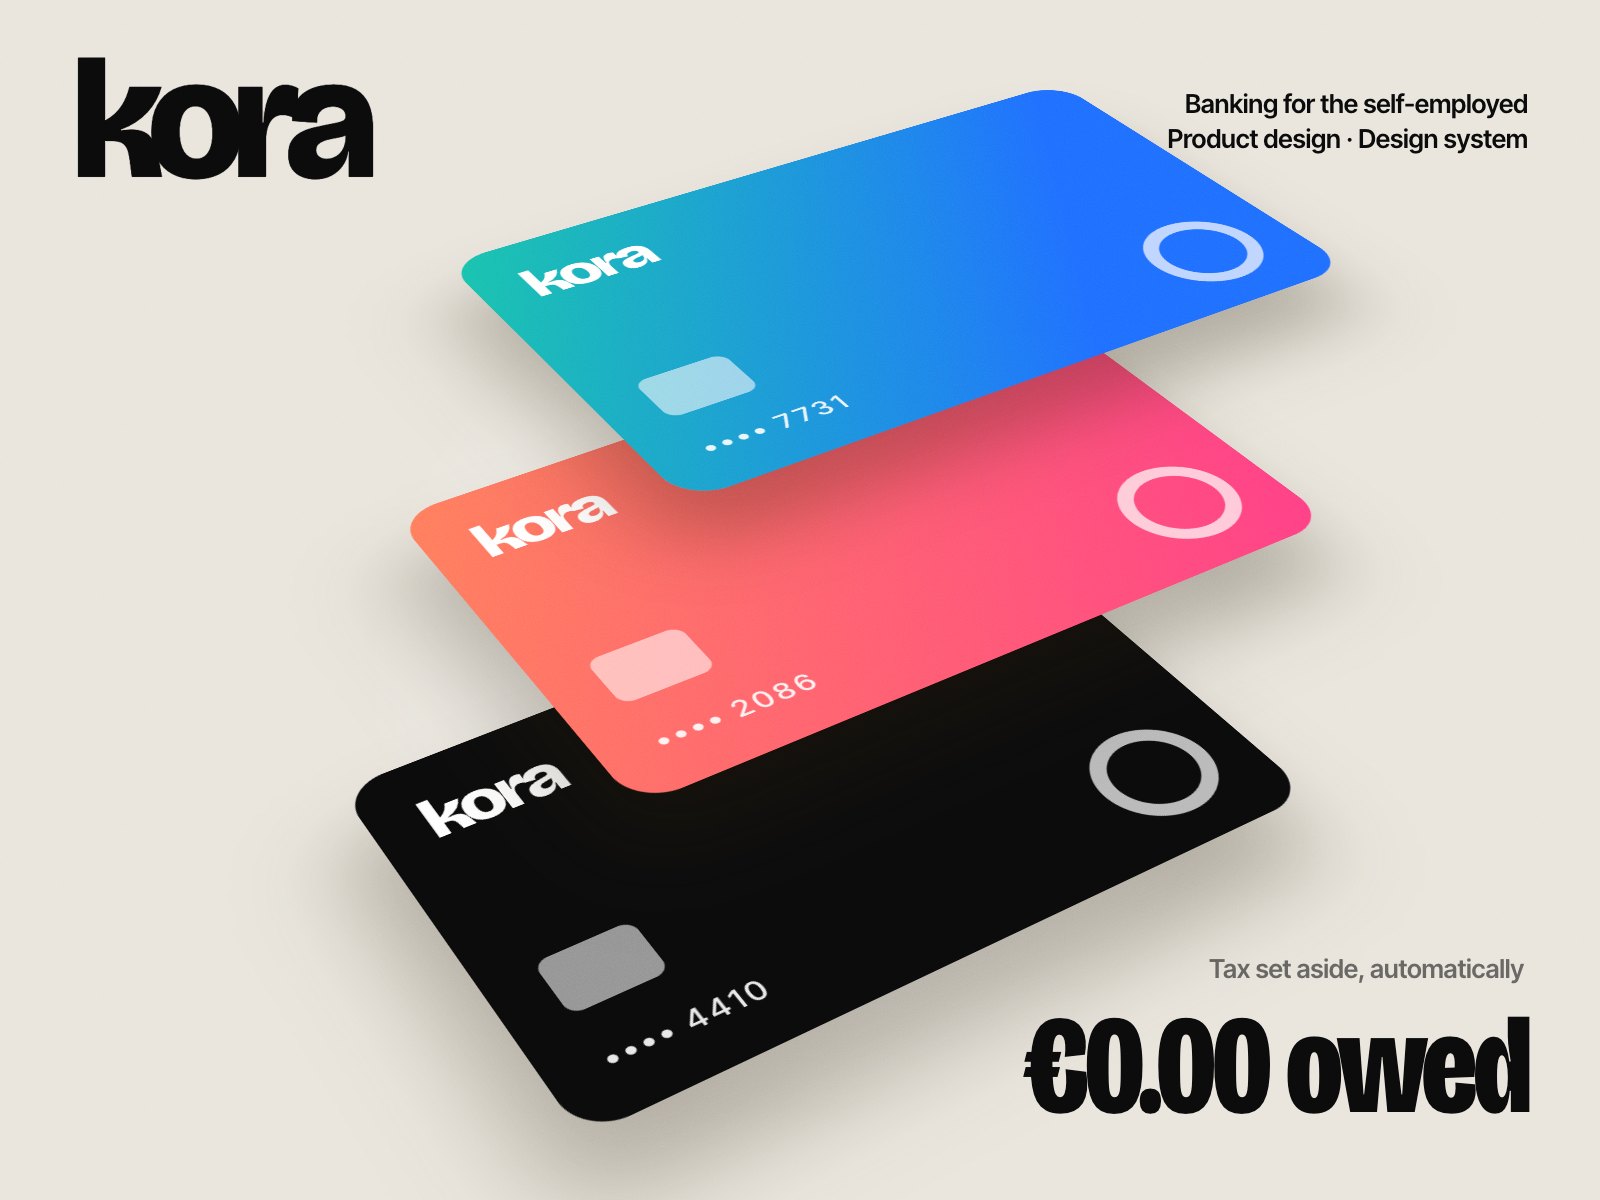 kora
Banking for the self-employed
Product design · Design system
kora
•••• 7731
kora
•••• 2086
kora
•••• 4410
Tax set aside, automatically
€0.00 owed